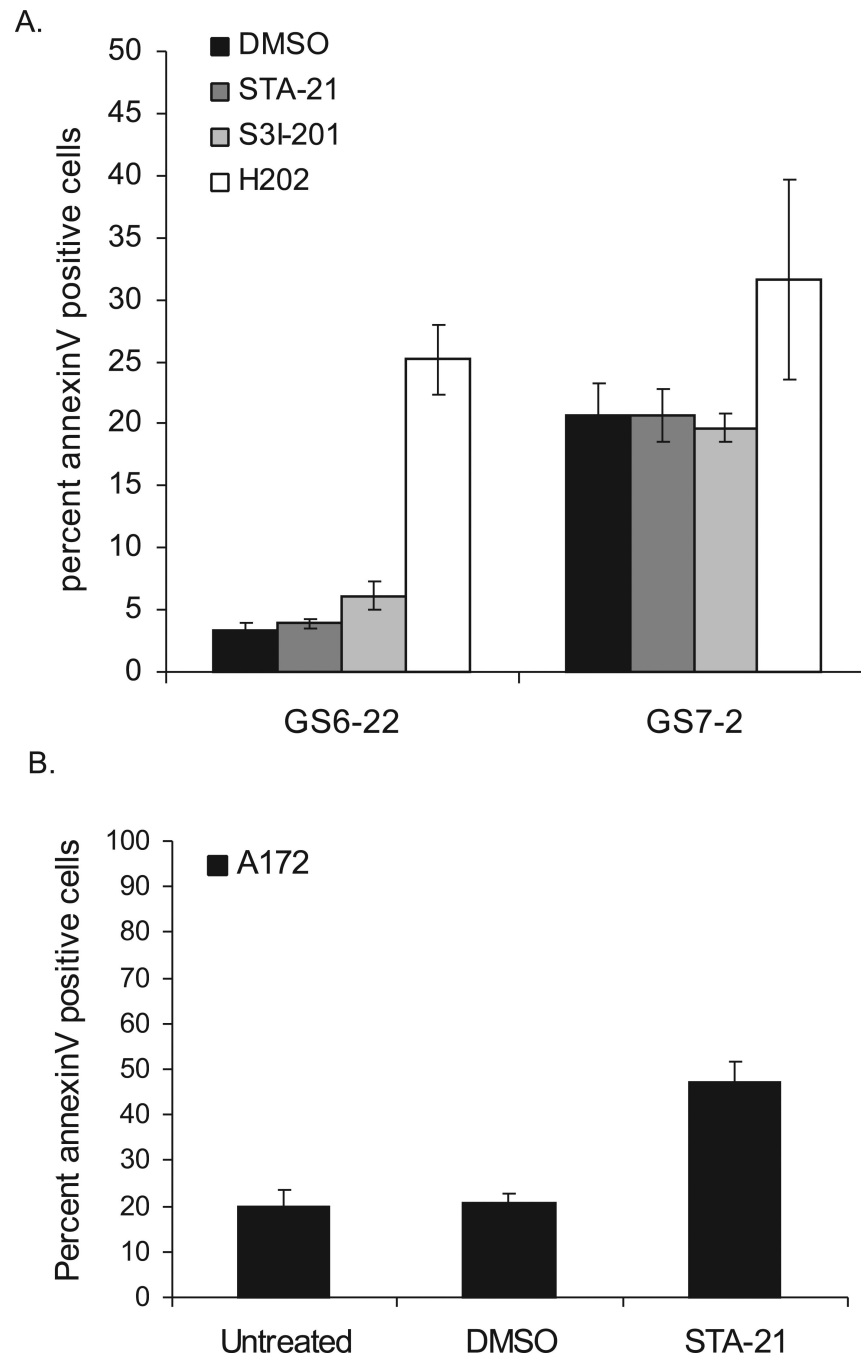 A.
DMSO
STA-21
S3I-201
H202
50
45
40
35
30
25
20
15
10
5
0
percent annexinV positive cells
GS6-22 GS7-2
B.
A172
100
90
80
70
60
50
40
30
20
10
0
Percent annexinV positive cells
Untreated DMSO STA-21